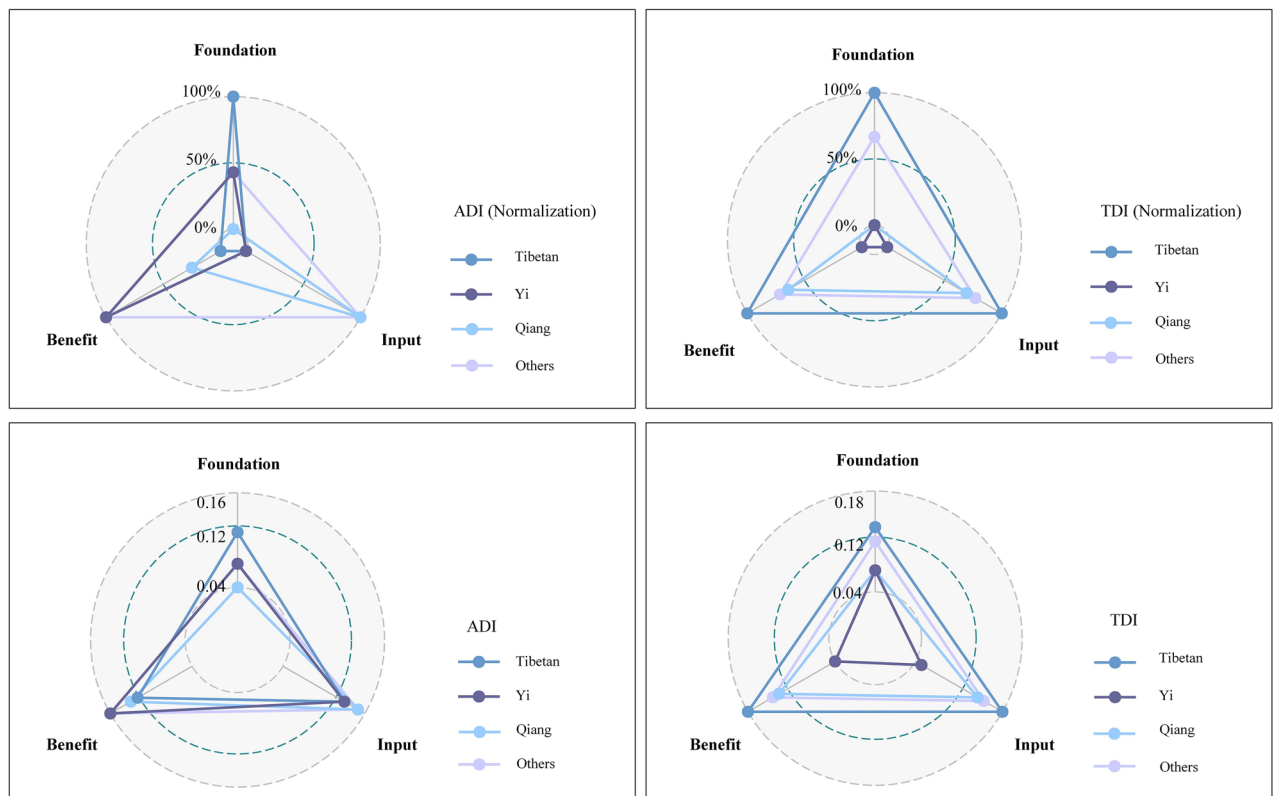 Foundation
100%
50%
0%
Benefit
Input
ADI (Normalization)
Tibetan
Yi
Qiang
Others
Foundation
100%
50%
0%
Benefit
Input
TDI (Normalization)
Tibetan
Yi
Qiang
Others
Foundation
0.16
0.12
0.04
Benefit
Input
ADI
Tibetan
Yi
Qiang
Others
Foundation
0.18
0.12
0.04
Benefit
Input
TDI
Tibetan
Yi
Qiang
Others